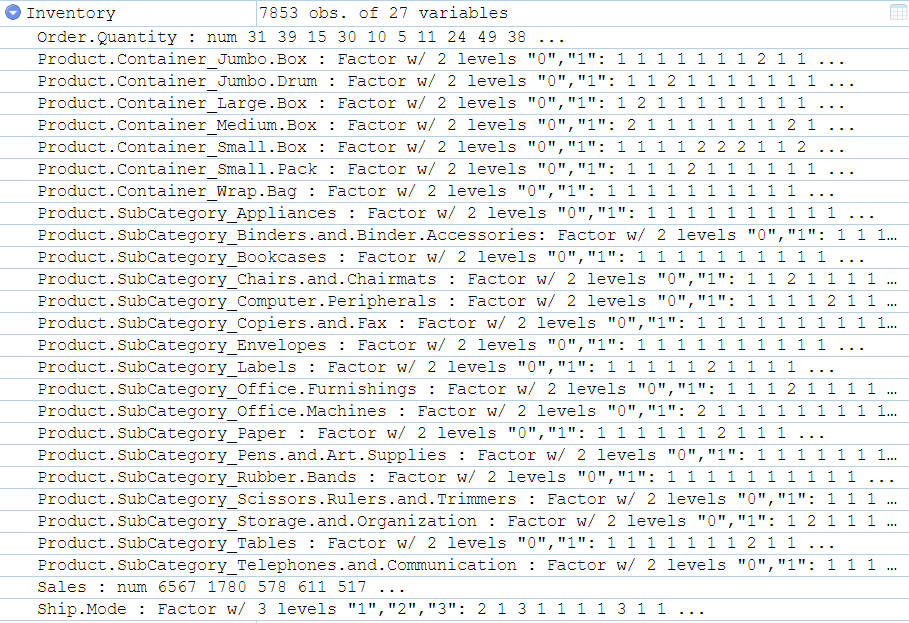 Inventory 7853 obs. of 27 variables
Order.Quantity : num 31 39 15 30 10 5 11 24 49 38 ...
Product.Container_Jumbo.Box : Factor w/ 2 levels "0","1": 1 1 1 1 1 1 1 2 1 1 ...
Product.Container_Jumbo.Drum : Factor w/ 2 levels "0","1": 1 1 2 1 1 1 1 1 1 1 ...
Product.Container_Large.Box : Factor w/ 2 levels "0","1": 1 2 1 1 1 1 1 1 1 1 ...
Product.Container_Medium.Box : Factor w/ 2 levels "0","1": 2 1 1 1 1 1 1 1 2 1 ...
Product.Container_Small.Box : Factor w/ 2 levels "0","1": 1 1 1 1 2 2 2 1 1 2 ...
Product.Container_Small.Pack : Factor w/ 2 levels "0","1": 1 1 1 2 1 1 1 1 1 1 ...
Product.Container_Wrap.Bag : Factor w/ 2 levels "0","1": 1 1 1 1 1 1 1 1 1 1 ...
Product.SubCategory_Appliances : Factor w/ 2 levels "0","1": 1 1 1 1 1 1 1 1 1 1 ...
Product.SubCategory_Binders.and.Binder.Accessories: Factor w/ 2 levels "0","1": 1 1 1…
Product.SubCategory_Bookcases : Factor w/ 2 levels "0","1": 1 1 1 1 1 1 1 1 1 1 ...
Product.SubCategory_Chairs.and.Chairmats : Factor w/ 2 levels "0","1": 1 1 2 1 1 1 1 …
Product.SubCategory_Computer.Peripherals : Factor w/ 2 levels "0","1": 1 1 1 1 2 1 1 …
Product.SubCategory_Copiers.and.Fax : Factor w/ 2 levels "0","1": 1 1 1 1 1 1 1 1 1 1…
Product.SubCategory_Envelopes : Factor w/ 2 levels "0","1": 1 1 1 1 1 1 1 1 1 1 ...
Product.SubCategory_Labels : Factor w/ 2 levels "0","1": 1 1 1 1 1 2 1 1 1 1 ...
Product.SubCategory_Office.Furnishings : Factor w/ 2 levels "0","1": 1 1 1 2 1 1 1 1 …
Product.SubCategory_Office.Machines : Factor w/ 2 levels "0","1": 2 1 1 1 1 1 1 1 1 1…
Product.SubCategory_Paper : Factor w/ 2 levels "0","1": 1 1 1 1 1 1 2 1 1 1 ...
Product.SubCategory_Pens.and.Art.Supplies : Factor w/ 2 levels "0","1": 1 1 1 1 1 1 1…
Product.SubCategory_Rubber.Bands : Factor w/ 2 levels "0","1": 1 1 1 1 1 1 1 1 1 1 ...
Product.SubCategory_Scissors.Rulers.and.Trimmers : Factor w/ 2 levels "0","1": 1 1 1 …
Product.SubCategory_Storage.and.Organization : Factor w/ 2 levels "0","1": 1 2 1 1 1 …
Product.SubCategory_Tables : Factor w/ 2 levels "0","1": 1 1 1 1 1 1 1 2 1 1 ...
Product.SubCategory_Telephones.and.Communication : Factor w/ 2 levels "0","1": 1 1 1 …
Sales : num 6567 1780 578 611 517 ...
Ship.Mode : Factor w/ 3 levels "1","2","3": 2 1 3 1 1 1 1 3 1 1 ...